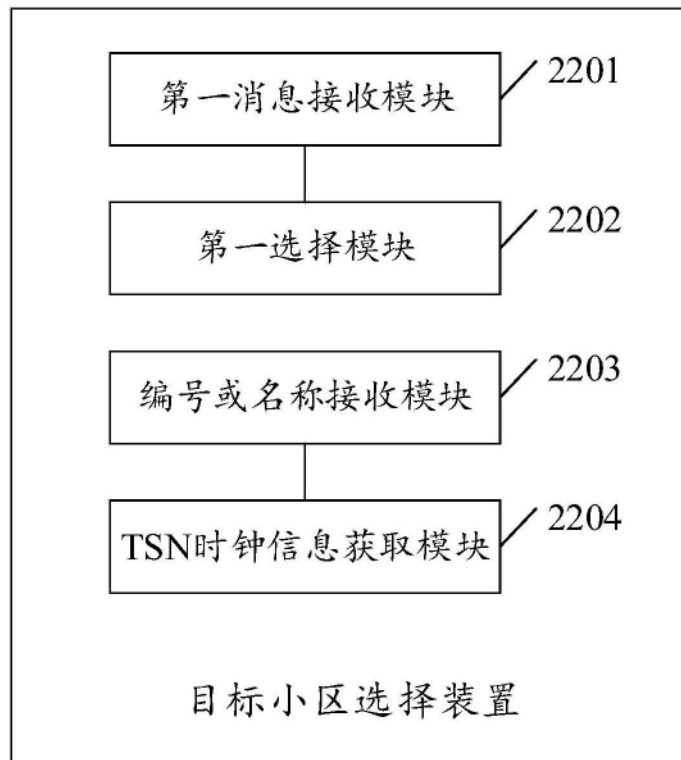 第一消息接收模块
2201
第一选择模块
2202
编号或名称接收模块
2203
TSN时钟信息获取模块
2204
目标小区选择装置